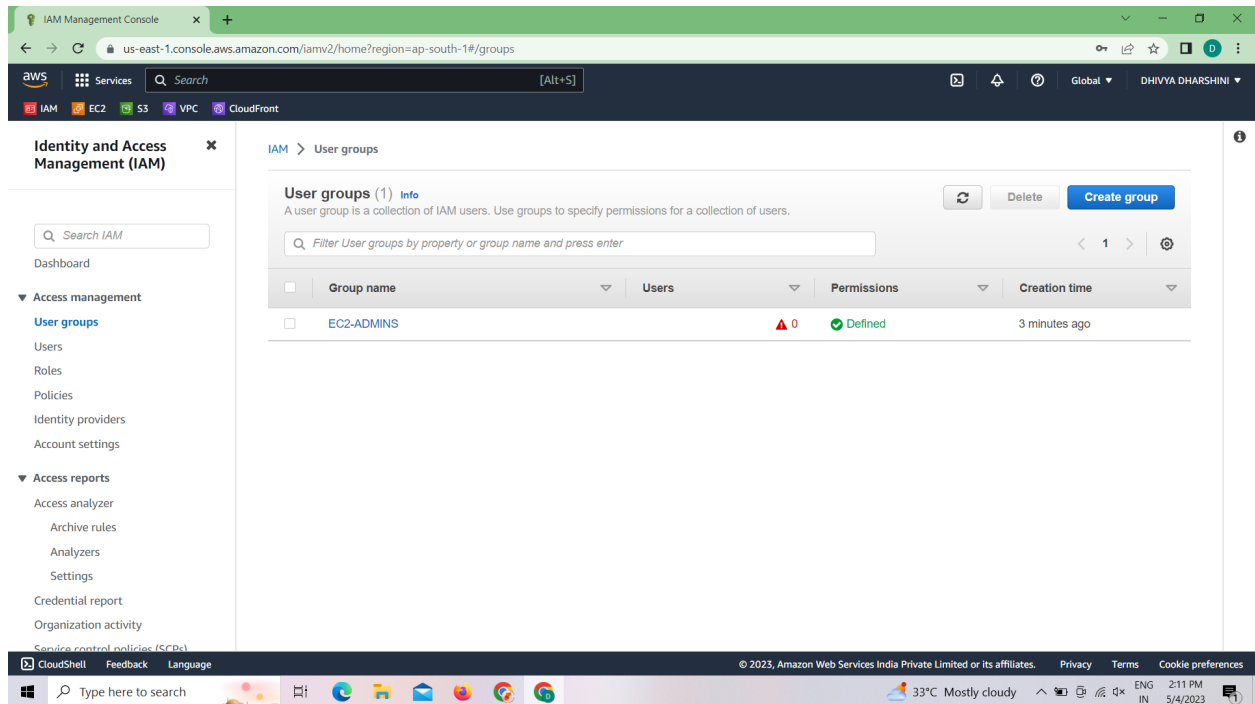 IAM Management Console
us-east-1.console.aws.amazon.com/iamv2/home?region=ap-south-1#/groups
D
aws Services Search [Alt+S] Global DHIVYA DHARSHINI
IAM EC2 S3 VPC CloudFront
Identity and Access Management (IAM)
Search IAM
Dashboard
Access management
User groups
Users
Roles
Policies
Identity providers
Account settings
Access reports
Access analyzer
Archive rules
Analyzers
Settings
Credential report
Organization activity
Service control policies (SCPs)
IAM > User groups
User groups (1) Info
A user group is a collection of IAM users. Use groups to specify permissions for a collection of users.
Delete Create group
Filter User groups by property or group name and press enter
< 1 >
Group name Users Permissions Creation time
EC2-ADMINS 0 Defined 3 minutes ago
CloudShell Feedback Language © 2023, Amazon Web Services India Private Limited or its affiliates. Privacy Terms Cookie preferences
Type here to search 33°C Mostly cloudy ENG IN 2:11 PM 5/4/2023 1